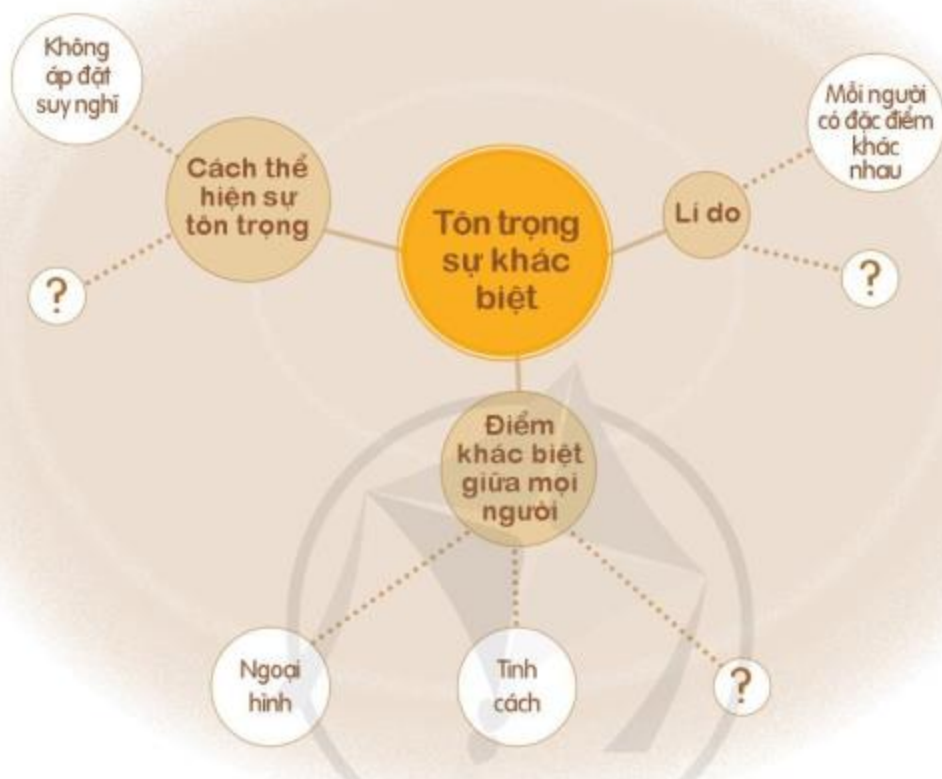 Không
áp đặt
suy nghĩ
Cách thể
hiện sự
tôn trọng
?
Tôn trọng
sự khác
biệt
Lí do
Mỗi người
có đặc điểm
khác
nhau
?
Điểm
khác biệt
giữa mọi
người
Ngoại
hình
Tính
cách
?